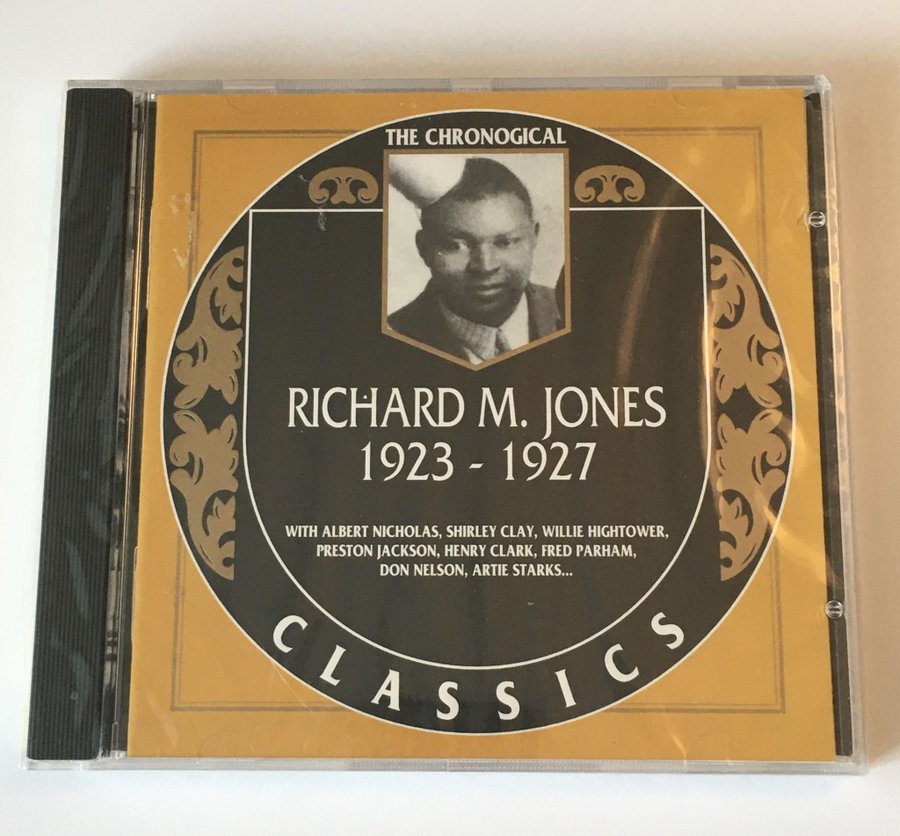 THE CHRONOGICAL
RICHARD M. JONES
1923 - 1927
WITH ALBERT NICHOLAS, SHIRLEY CLAY, WILLIE HIGHTOWER,
PRESTON JACKSON, HENRY CLARK, FRED PARHAM,
DON NELSON, ARTIE STARKS...
CLASSICS